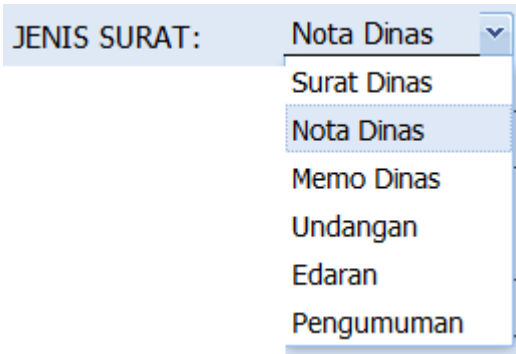 JENIS SURAT: Nota Dinas
Surat Dinas
Nota Dinas
Memo Dinas
Undangan
Edaran
Pengumuman